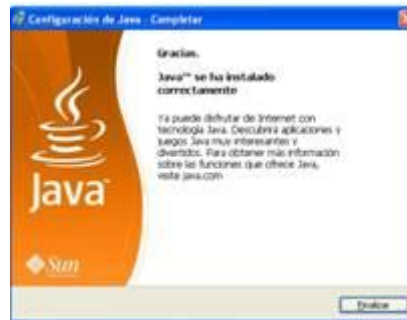 Configuración de Java - Completar
Gracias.
Java™ se ha instalado
correctamente
Ya puede disfrutar de Internet con
tecnología Java. Descubrirá aplicaciones y
juegos Java muy interesantes y
divertidos. Para obtener más información
sobre las funciones que ofrece Java,
visite java.com
Java
Sun
Finalizar